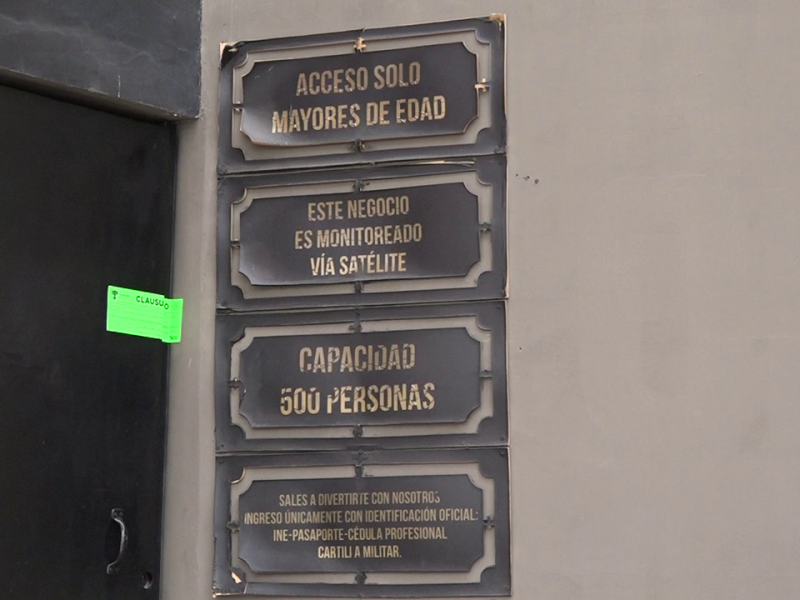 ACCESO SOLO
MAYORES DE EDAD
ESTE NEGOCIO
ES MONITOREADO
VÍA SATÉLITE
CLAUSU O
CAPACIDAD
500 PERSONAS
SALES A DIVERTIRTE CON NOSOTROS
INGRESO ÚNICAMENTE CON IDENTIFICACIÓN OFICIAL:
INE-PASAPORTE-CÉDULA PROFESIONAL
CARTILI A MILITAR.